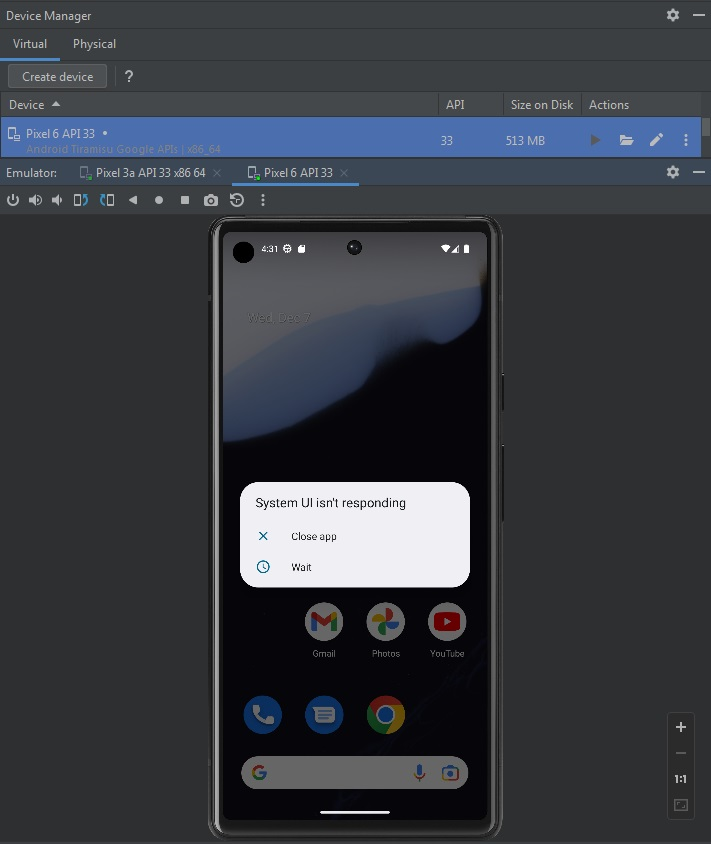 Device Manager
Virtual Physical
Create device ?
Device API Size on Disk Actions
Pixel 6 API 33
Android Tiramisu Google APIs | x86_64
33 513 MB
Emulator: Pixel 3a API 33 x86 64 Pixel 6 API 33
4:31
Wed, Dec 7
System UI isn't responding
Close app
Wait
Gmail Photos YouTube
1:1